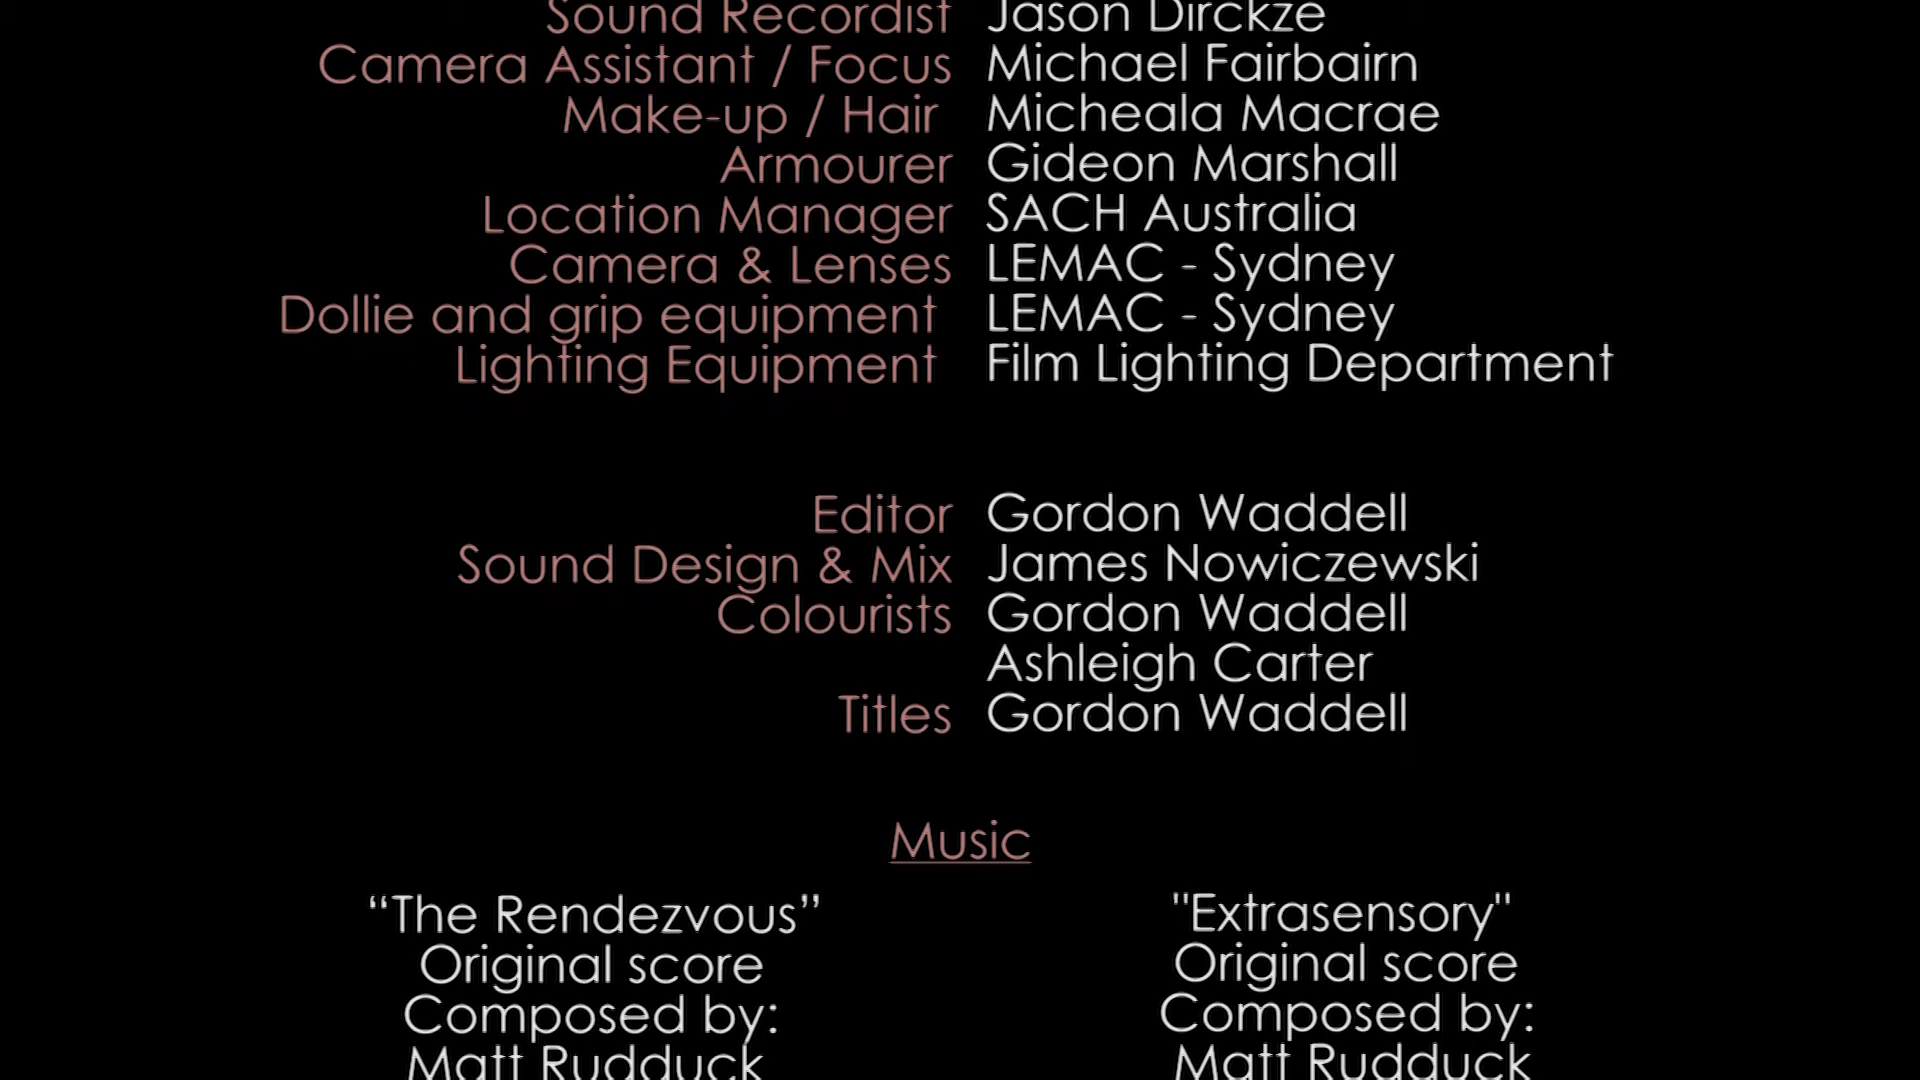 Sound Recordist Jason Dirckze
Camera Assistant / Focus Michael Fairbairn
Make-up / Hair Micheala Macrae
Armourer Gideon Marshall
Location Manager SACH Australia
Camera & Lenses LEMAC - Sydney
Dollie and grip equipment LEMAC - Sydney
Lighting Equipment Film Lighting Department
Editor Gordon Waddell
Sound Design & Mix James Nowiczewski
Colourists Gordon Waddell
Ashleigh Carter
Titles Gordon Waddell
Music
“The Rendezvous”
Original score
Composed by:
Matt Rudduck
"Extrasensory"
Original score
Composed by:
Matt Rudduck